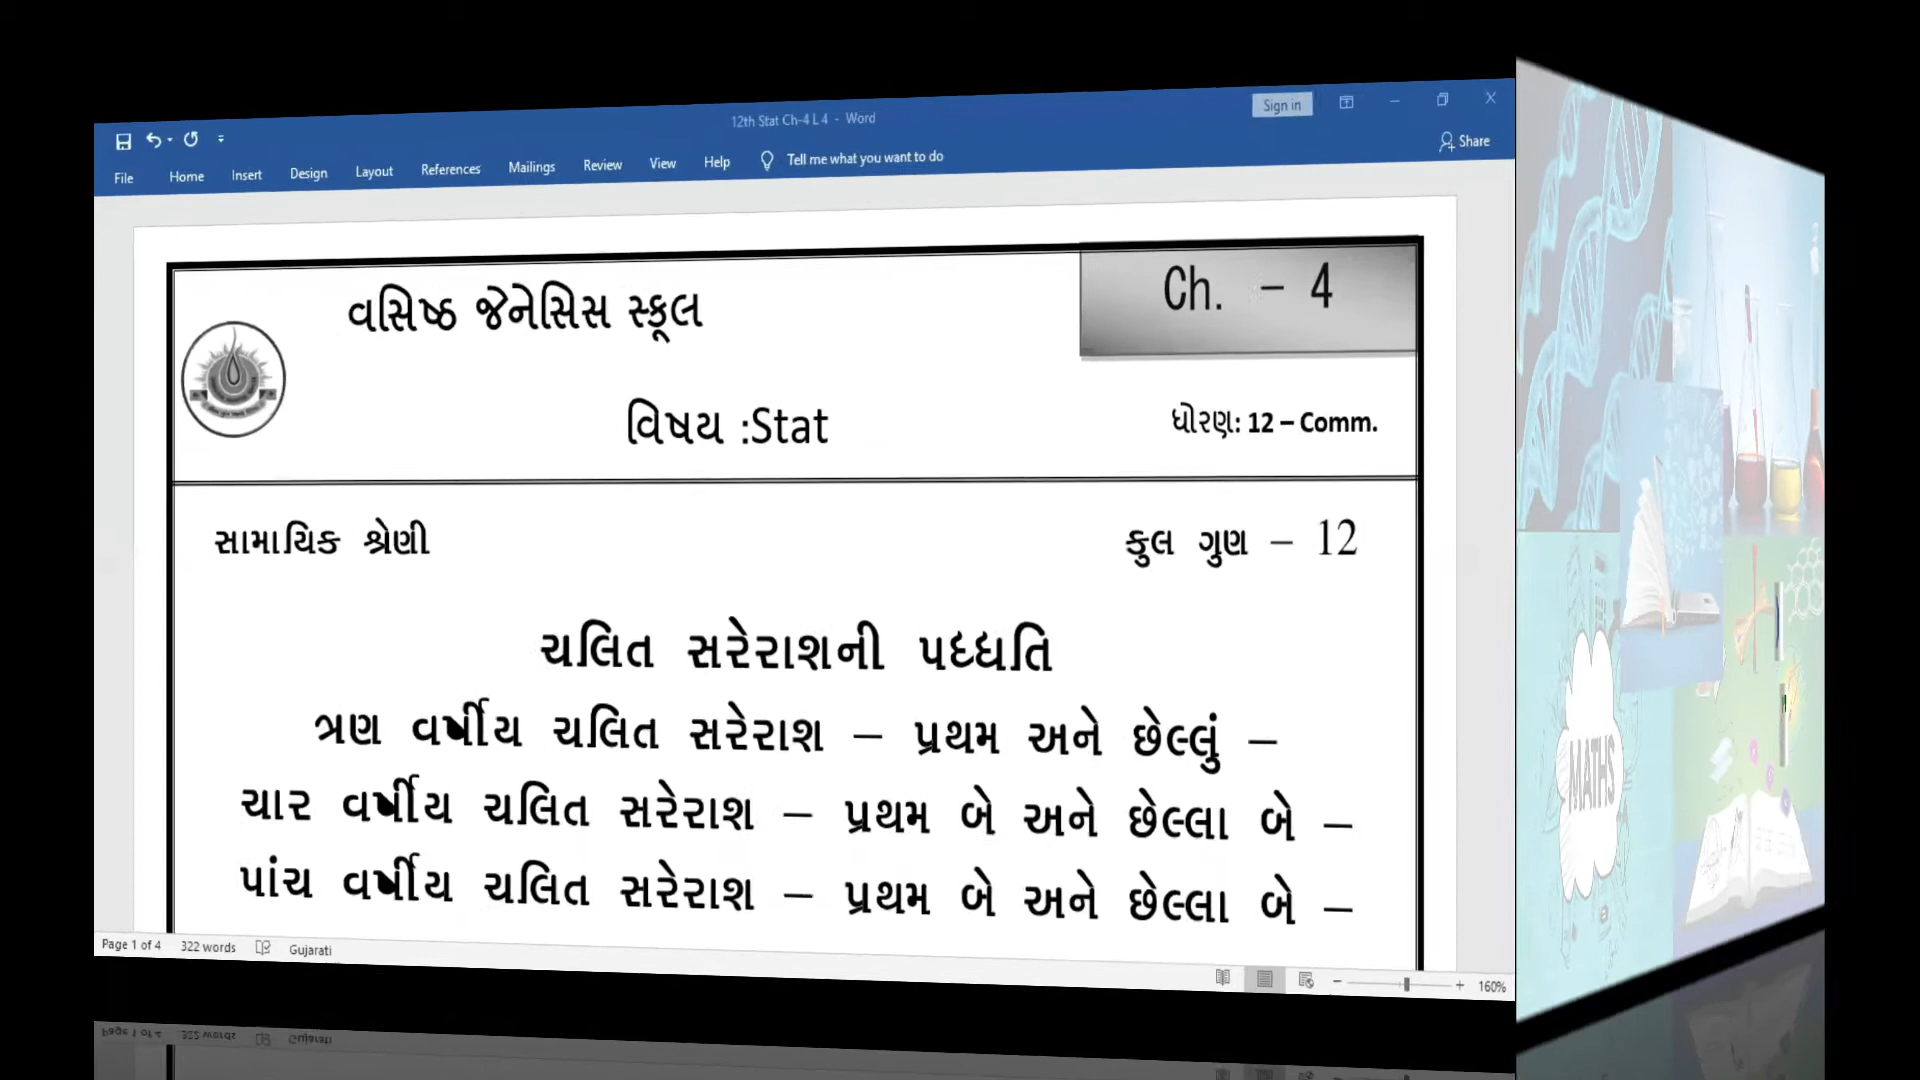 12th Stat Ch-4 L 4 - Word
Sign in
File Home Insert Design Layout References Mailings Review View Help Tell me what you want to do
Share
વસિષ્ઠ જેનેસિસ સ્કૂલ
Ch. – 4
વિષય :Stat
ધોરણ: 12 – Comm.
સામાયિક શ્રેણી
કુલ ગુણ – 12
ચલિત સરેરાશની પદ્ધતિ
ત્રણ વર્ષીય ચલિત સરેરાશ – પ્રથમ અને છેલ્લું –
ચાર વર્ષીય ચલિત સરેરાશ – પ્રથમ બે અને છેલ્લા બે –
પાંચ વર્ષીય ચલિત સરેરાશ – પ્રથમ બે અને છેલ્લા બે –
Page 1 of 4 322 words Gujarati
160%
MATHS